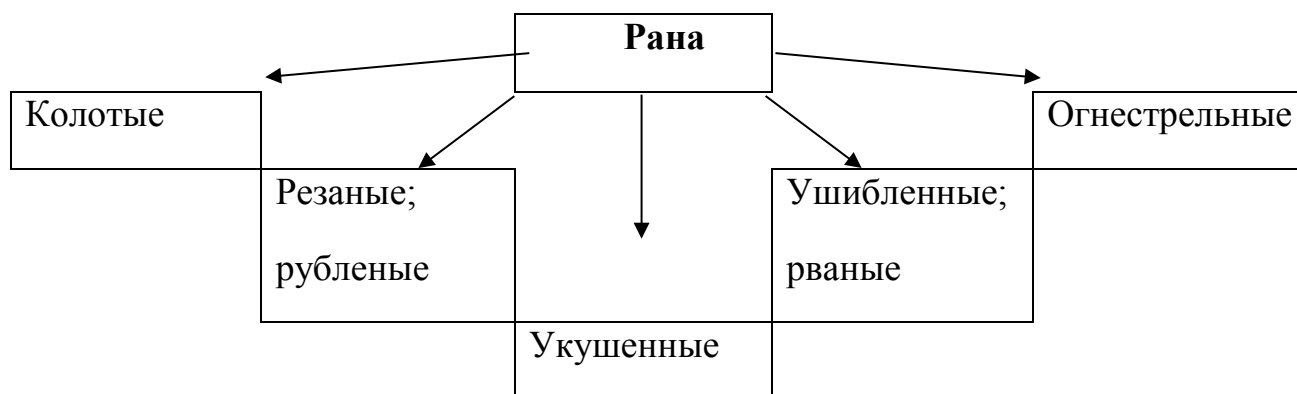 Рана
Колотые
Огнестрельные
Резаные;
рубленые
Ушибленные;
рваные
Укушенные